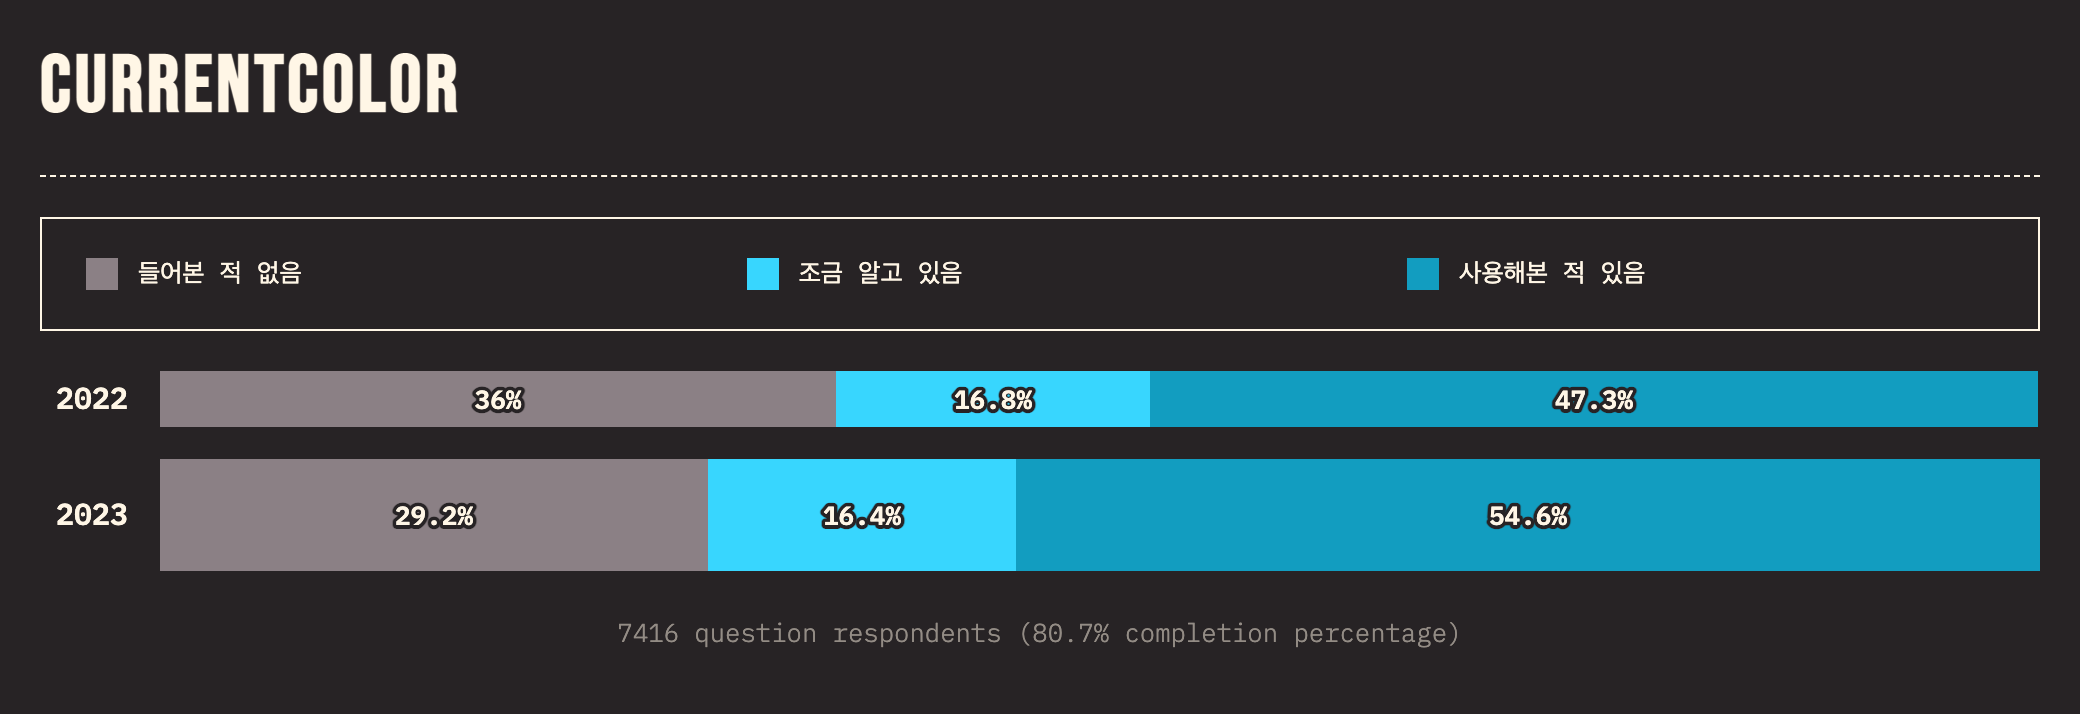 CURRENTCOLOR
들어본 적 없음 조금 알고 있음 사용해본 적 있음
2022 36% 16.8% 47.3%
2023 29.2% 16.4% 54.6%
7416 question respondents (80.7% completion percentage)